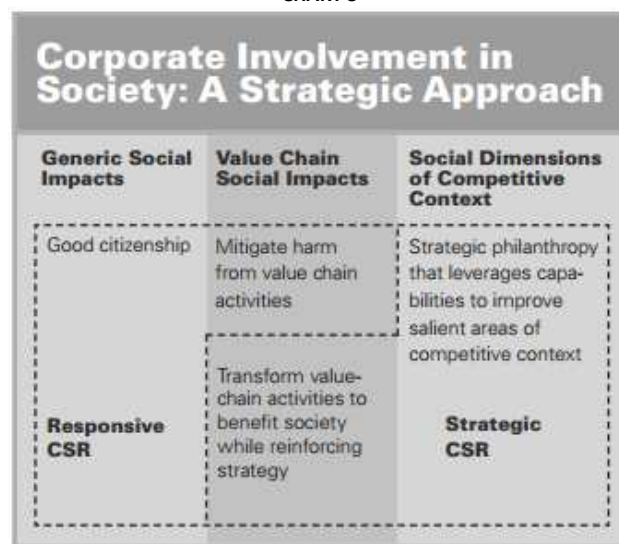 Corporate Involvement in
Society: A Strategic Approach
Generic Social
Impacts
Value Chain
Social Impacts
Social Dimensions
of Competitive
Context
Good citizenship
Mitigate harm
from value chain
activities
Strategic philanthropy
that leverages capa-
bilities to improve
salient areas of
competitive context
Transform value-
chain activities to
benefit society
while reinforcing
strategy
Responsive
CSR
Strategic
CSR